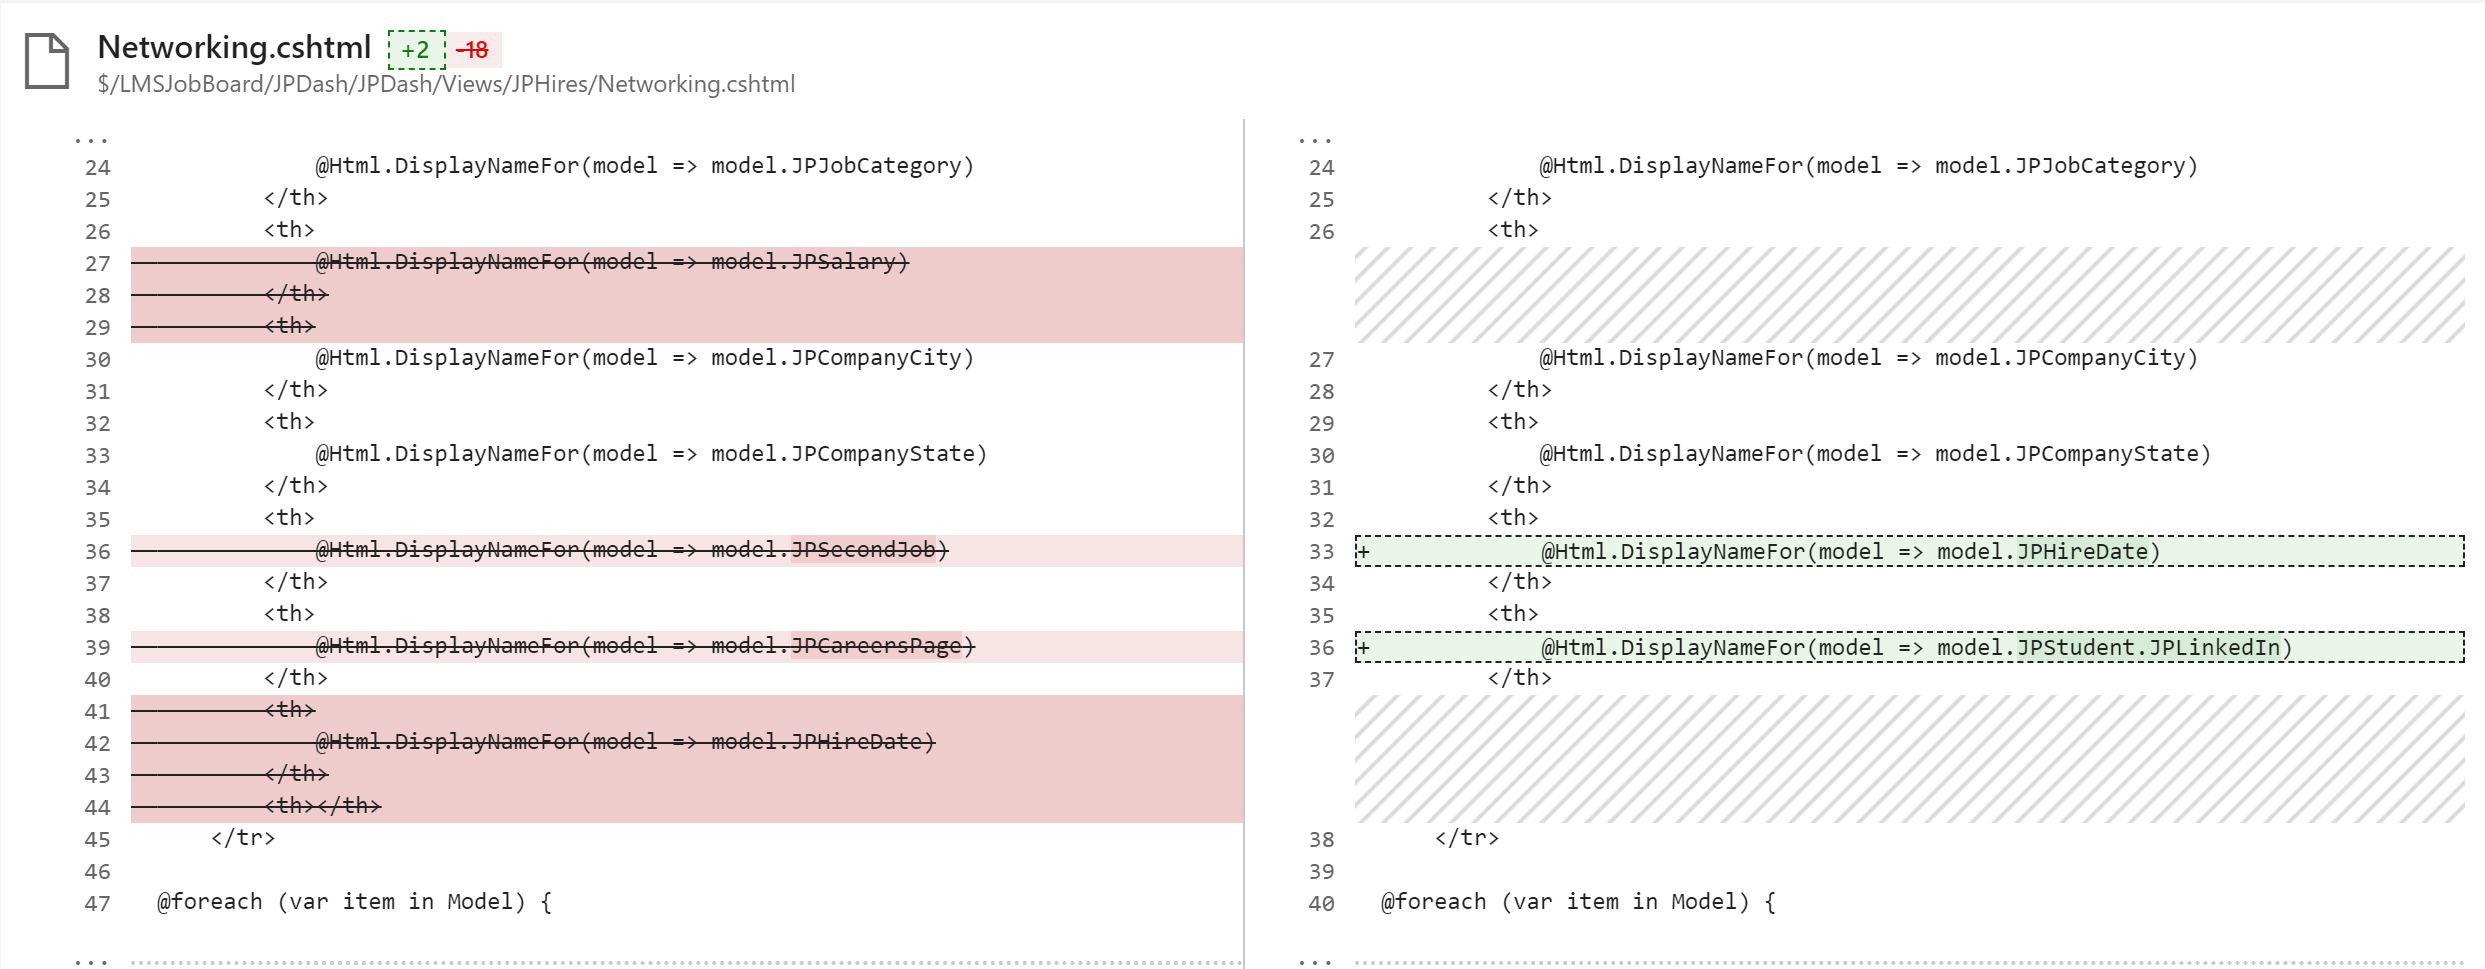 Networking.cshtml +2 -18
$/LMSJobBoard/JPDash/JPDash/Views/JPHires/Networking.cshtml
...
24 @Html.DisplayNameFor(model => model.JPJobCategory)
25 </th>
26 <th>
27 @Html.DisplayNameFor(model => model.JPSalary)
28 </th>
29 <th>
30 @Html.DisplayNameFor(model => model.JPCompanyCity)
31 </th>
32 <th>
33 @Html.DisplayNameFor(model => model.JPCompanyState)
34 </th>
35 <th>
36 @Html.DisplayNameFor(model => model.JPSecondJob)
37 </th>
38 <th>
39 @Html.DisplayNameFor(model => model.JPCareersPage)
40 </th>
41 <th>
42 @Html.DisplayNameFor(model => model.JPHireDate)
43 </th>
44 <th></th>
45 </tr>
46
47 @foreach (var item in Model) {
...
...
24 @Html.DisplayNameFor(model => model.JPJobCategory)
25 </th>
26 <th>
27 @Html.DisplayNameFor(model => model.JPCompanyCity)
28 </th>
29 <th>
30 @Html.DisplayNameFor(model => model.JPCompanyState)
31 </th>
32 <th>
33 + @Html.DisplayNameFor(model => model.JPHireDate)
34 </th>
35 <th>
36 + @Html.DisplayNameFor(model => model.JPStudent.JPLinkedIn)
37 </th>
38 </tr>
39
40 @foreach (var item in Model) {
...